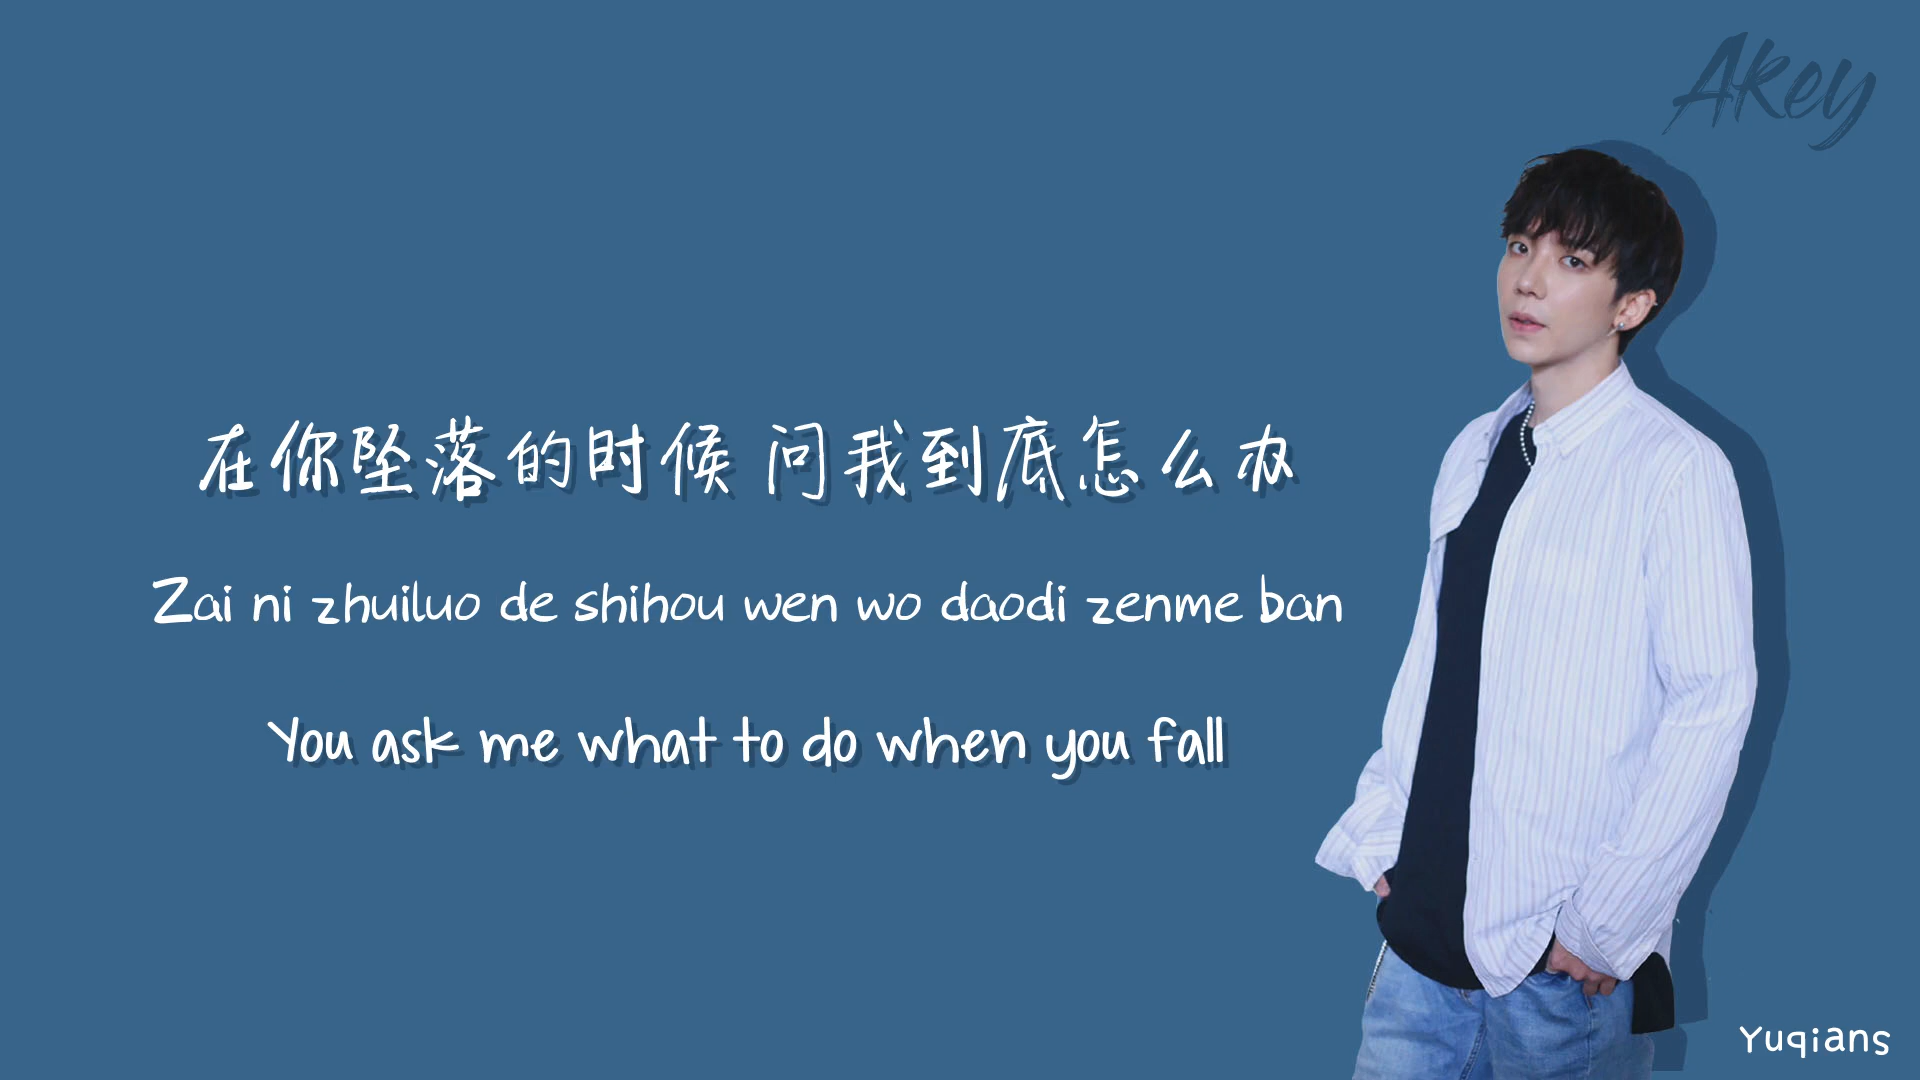 Akey
在你坠落的时候 问我到底怎么办
Zai ni zhuiluo de shihou wen wo daodi zenme ban
You ask me what to do when you fall
Yuqians